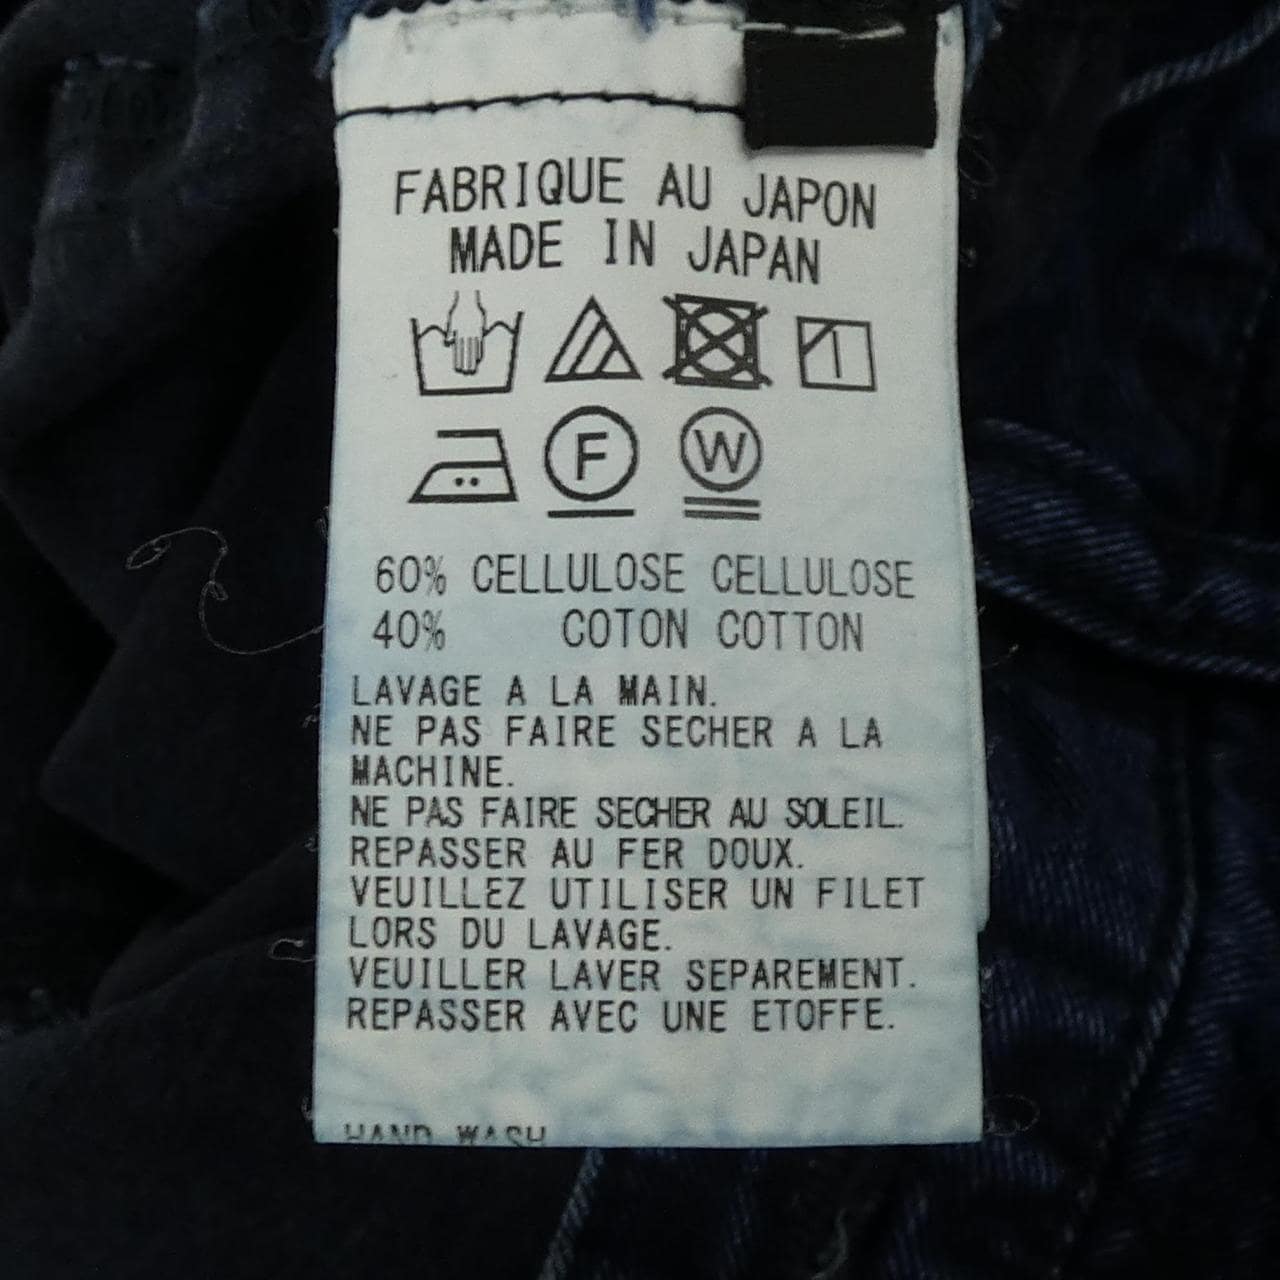 FABRIQUE AU JAPON
MADE IN JAPAN
F W
60% CELLULOSE CELLULOSE
40% COTON COTTON
LAVAGE A LA MAIN.
NE PAS FAIRE SECHER A LA
MACHINE.
NE PAS FAIRE SECHER AU SOLEIL.
REPASSER AU FER DOUX.
VEUILLEZ UTILISER UN FILET
LORS DU LAVAGE.
VEUILLER LAVER SEPAREMENT.
REPASSER AVEC UNE ETOFFE.
HAND WASH